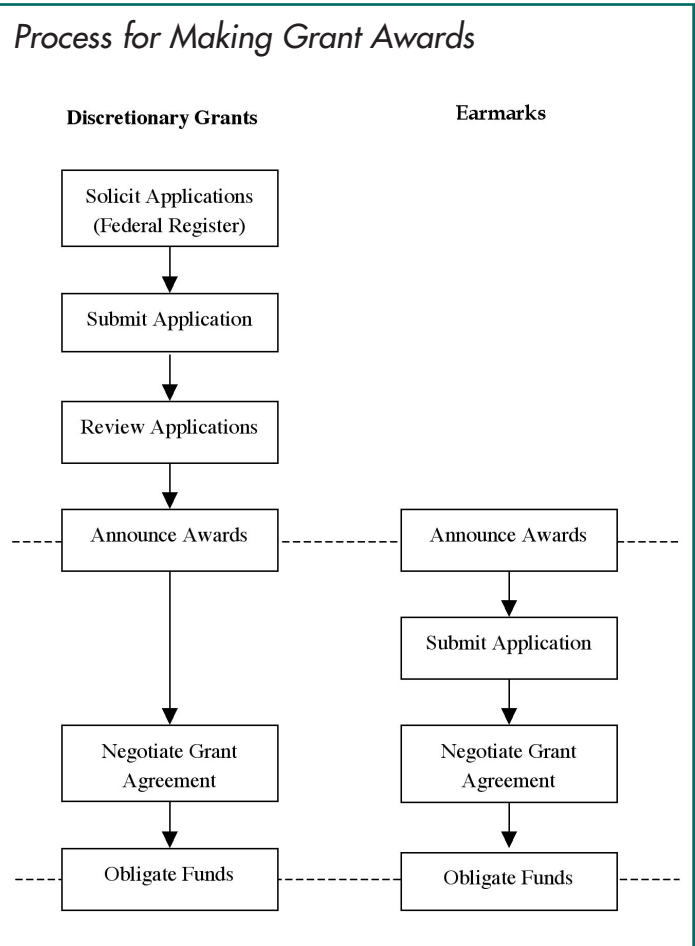 Process for Making Grant Awards
Discretionary Grants
Earmarks
Solicit Applications
(Federal Register)
Submit Application
Review Applications
Announce Awards
Announce Awards
Submit Application
Negotiate Grant
Agreement
Negotiate Grant
Agreement
Obligate Funds
Obligate Funds